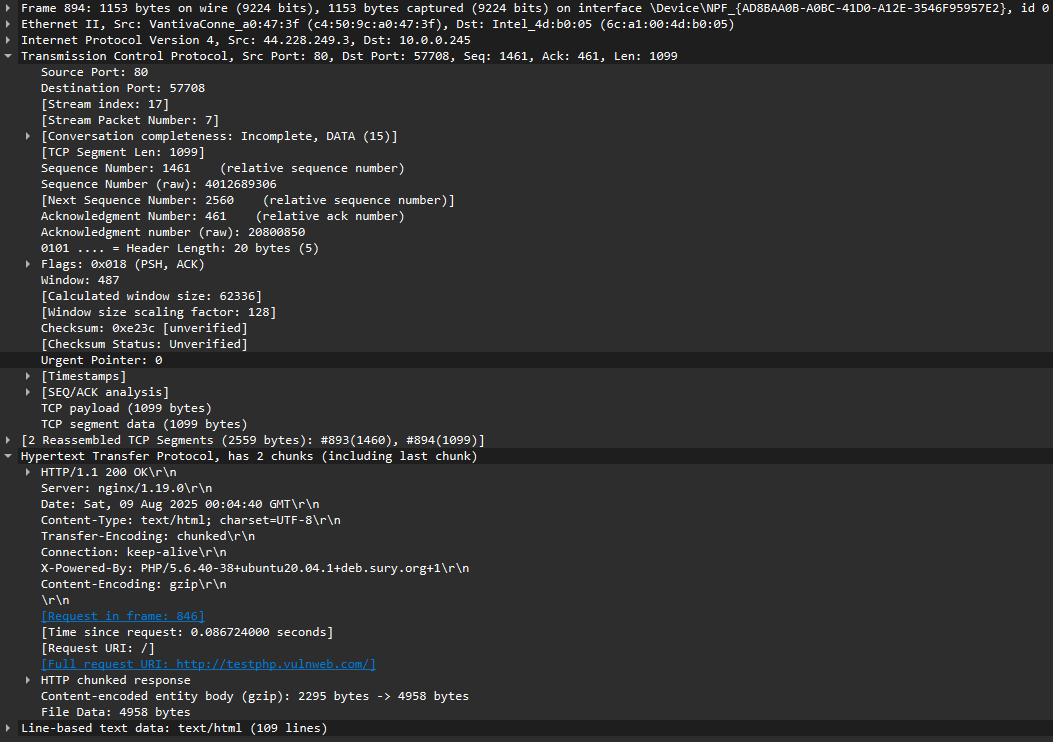 Frame 894: 1153 bytes on wire (9224 bits), 1153 bytes captured (9224 bits) on interface \Device\NPF_{AD8BAA0B-A0BC-41D0-A12E-3546F95957E2}, id 0
Ethernet II, Src: VantivaConne_a0:47:3f (c4:50:9c:a0:47:3f), Dst: Intel_4d:b0:05 (6c:a1:00:4d:b0:05)
Internet Protocol Version 4, Src: 44.228.249.3, Dst: 10.0.0.245
Transmission Control Protocol, Src Port: 80, Dst Port: 57708, Seq: 1461, Ack: 461, Len: 1099
Source Port: 80
Destination Port: 57708
[Stream index: 17]
[Stream Packet Number: 7]
[Conversation completeness: Incomplete, DATA (15)]
[TCP Segment Len: 1099]
Sequence Number: 1461    (relative sequence number)
Sequence Number (raw): 4012689306
[Next Sequence Number: 2560    (relative sequence number)]
Acknowledgment Number: 461    (relative ack number)
Acknowledgment number (raw): 20800850
0101 .... = Header Length: 20 bytes (5)
Flags: 0x018 (PSH, ACK)
Window: 487
[Calculated window size: 62336]
[Window size scaling factor: 128]
Checksum: 0xe23c [unverified]
[Checksum Status: Unverified]
Urgent Pointer: 0
[Timestamps]
[SEQ/ACK analysis]
TCP payload (1099 bytes)
TCP segment data (1099 bytes)
[2 Reassembled TCP Segments (2559 bytes): #893(1460), #894(1099)]
Hypertext Transfer Protocol, has 2 chunks (including last chunk)
HTTP/1.1 200 OK\r\n
Server: nginx/1.19.0\r\n
Date: Sat, 09 Aug 2025 00:04:40 GMT\r\n
Content-Type: text/html; charset=UTF-8\r\n
Transfer-Encoding: chunked\r\n
Connection: keep-alive\r\n
X-Powered-By: PHP/5.6.40-38+ubuntu20.04.1+deb.sury.org+1\r\n
Content-Encoding: gzip\r\n
\r\n
[Request in frame: 846]
[Time since request: 0.086724000 seconds]
[Request URI: /]
[Full request URI: http://testphp.vulnweb.com/]
HTTP chunked response
Content-encoded entity body (gzip): 2295 bytes -> 4958 bytes
File Data: 4958 bytes
Line-based text data: text/html (109 lines)